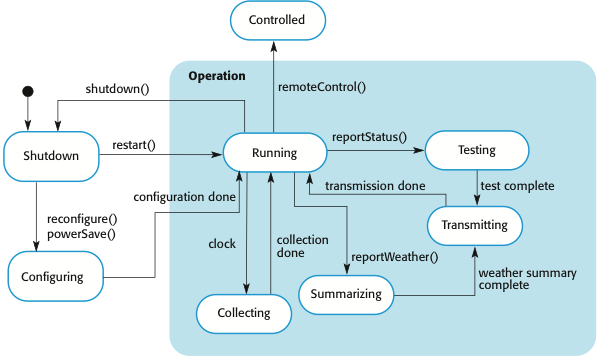 Controlled
Operation
shutdown()
remoteControl()
reportStatus()
Shutdown
restart()
Running
Testing
transmission done
test complete
configuration done
reconfigure()
powerSave()
Transmitting
clock
collection
done
reportWeather()
Configuring
weather summary
complete
Summarizing
Collecting